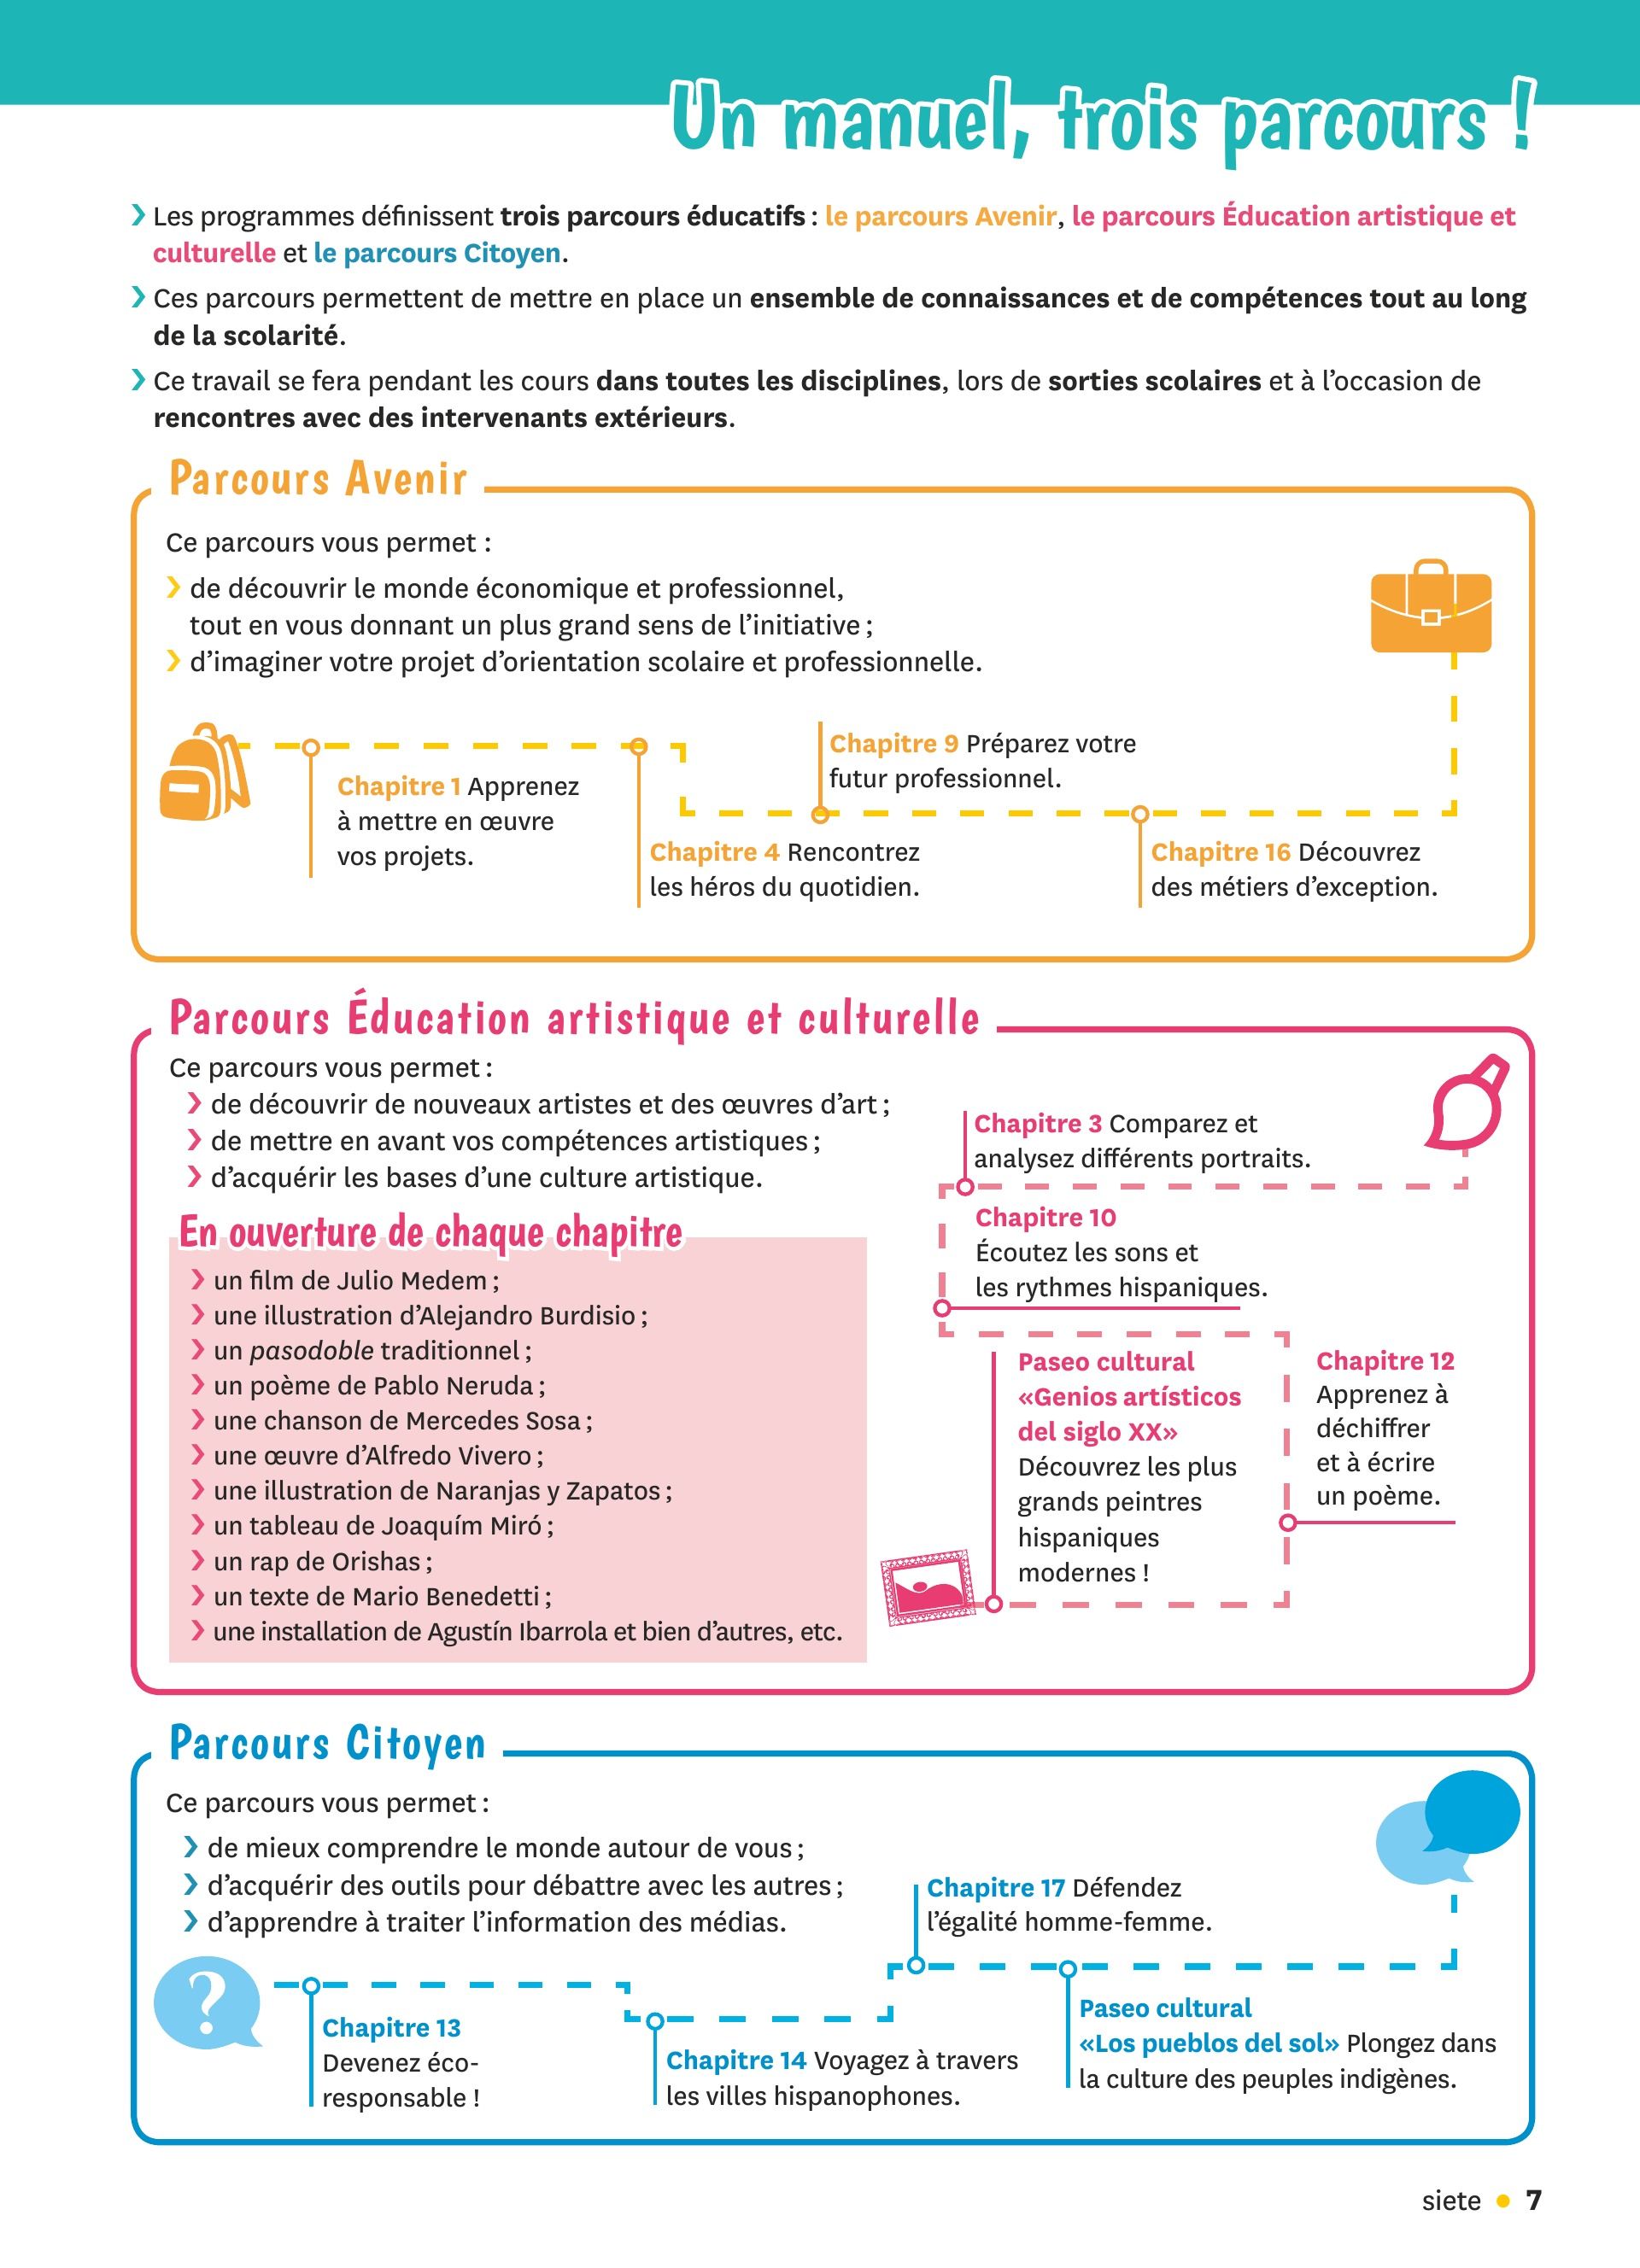 Un manuel, trois parcours !
❯ Les programmes définissent trois parcours éducatifs : le parcours Avenir, le parcours Éducation artistique et
culturelle et le parcours Citoyen.
❯ Ces parcours permettent de mettre en place un ensemble de connaissances et de compétences tout au long
de la scolarité.
❯ Ce travail se fera pendant les cours dans toutes les disciplines, lors de sorties scolaires et à l’occasion de
rencontres avec des intervenants extérieurs.
Parcours Avenir
Ce parcours vous permet :
❯ de découvrir le monde économique et professionnel,
tout en vous donnant un plus grand sens de l’initiative ;
❯ d’imaginer votre projet d’orientation scolaire et professionnelle.
Chapitre 1 Apprenez
à mettre en œuvre
vos projets.
Chapitre 4 Rencontrez
les héros du quotidien.
Chapitre 9 Préparez votre
futur professionnel.
Chapitre 16 Découvrez
des métiers d’exception.
Parcours Éducation artistique et culturelle
Ce parcours vous permet :
❯ de découvrir de nouveaux artistes et des œuvres d’art ;
❯ de mettre en avant vos compétences artistiques ;
❯ d’acquérir les bases d’une culture artistique.
En ouverture de chaque chapitre
❯ un film de Julio Medem ;
❯ une illustration d’Alejandro Burdisio ;
❯ un pasodoble traditionnel ;
❯ un poème de Pablo Neruda ;
❯ une chanson de Mercedes Sosa ;
❯ une œuvre d’Alfredo Vivero ;
❯ une illustration de Naranjas y Zapatos ;
❯ un tableau de Joaquím Miró ;
❯ un rap de Orishas ;
❯ un texte de Mario Benedetti ;
❯ une installation de Agustín Ibarrola et bien d’autres, etc.
Chapitre 3 Comparez et
analysez différents portraits.
Chapitre 10
Écoutez les sons et
les rythmes hispaniques.
Paseo cultural
«Genios artísticos
del siglo XX»
Découvrez les plus
grands peintres
hispaniques
modernes !
Chapitre 12
Apprenez à
déchiffrer
et à écrire
un poème.
Parcours Citoyen
Ce parcours vous permet :
❯ de mieux comprendre le monde autour de vous ;
❯ d’acquérir des outils pour débattre avec les autres ;
❯ d’apprendre à traiter l’information des médias.
?
Chapitre 13
Devenez éco-
responsable !
Chapitre 14 Voyagez à travers
les villes hispanophones.
Chapitre 17 Défendez
l’égalité homme-femme.
Paseo cultural
«Los pueblos del sol» Plongez dans
la culture des peuples indigènes.
siete • 7